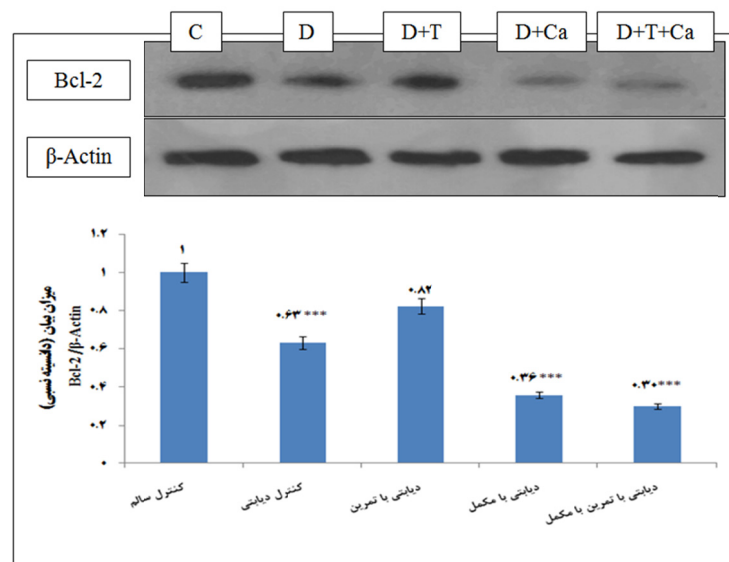 C D D+T D+Ca D+T+Ca
Bcl-2
β-Actin
میزان بیان (دانسیته نسبی)
Bcl-2/β-Actin
۱.۲
۱
۰.۸
۰.۶
۰.۴
۰.۲
۰
۱
۰.۶۳ ***
۰.۸۲
۰.۳۶ ***
۰.۳۰***
کنترل سالم
کنترل دیابتی
دیابتی با تمرین
دیابتی با مکمل
دیابتی با تمرین با مکمل